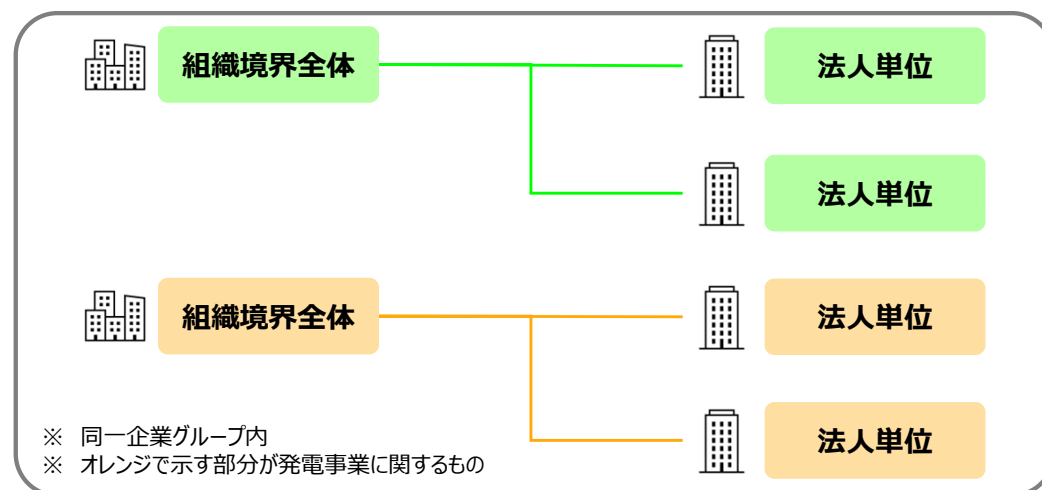 組織境界全体
法人単位
法人単位
組織境界全体
法人単位
法人単位
※ 同一企業グループ内
※ オレンジで示す部分が発電事業に関するもの